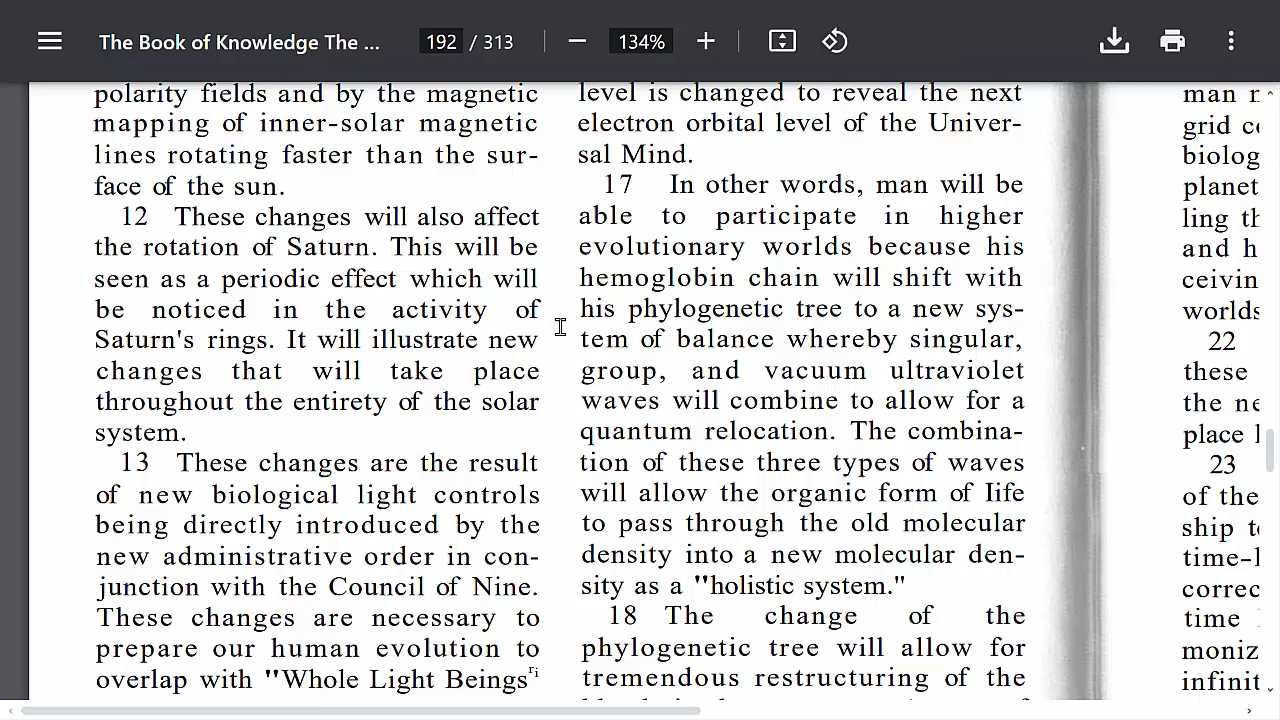 The Book of Knowledge The ...
192 / 313
134%
polarity fields and by the magnetic
mapping of inner-solar magnetic
lines rotating faster than the sur-
face of the sun.
12 These changes will also affect
the rotation of Saturn. This will be
seen as a periodic effect which will
be noticed in the activity of
Saturn's rings. It will illustrate new
changes that will take place
throughout the entirety of the solar
system.
13 These changes are the result
of new biological light controls
being directly introduced by the
new administrative order in con-
junction with the Council of Nine.
These changes are necessary to
prepare our human evolution to
overlap with "Whole Light Beings"
level is changed to reveal the next
electron orbital level of the Univer-
sal Mind.
17 In other words, man will be
able to participate in higher
evolutionary worlds because his
hemoglobin chain will shift with
his phylogenetic tree to a new sys-
tem of balance whereby singular,
group, and vacuum ultraviolet
waves will combine to allow for a
quantum relocation. The combina-
tion of these three types of waves
will allow the organic form of life
to pass through the old molecular
density into a new molecular den-
sity as a "holistic system."
18 The change of the
phylogenetic tree will allow for
tremendous restructuring of the
man
grid
biolog
planet
ling
and h
ceivin
worlds
22
these
the
place
23
of the
ship
time-
correc
time
moniz
infinit